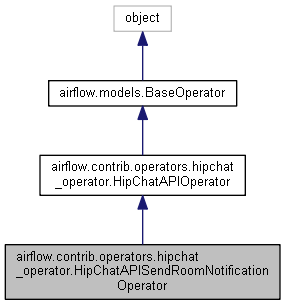 object
airflow.models.BaseOperator
airflow.contrib.operators.hipchat
_operator.HipChatAPIOperator
airflow.contrib.operators.hipchat
_operator.HipChatAPISendRoomNotification
Operator